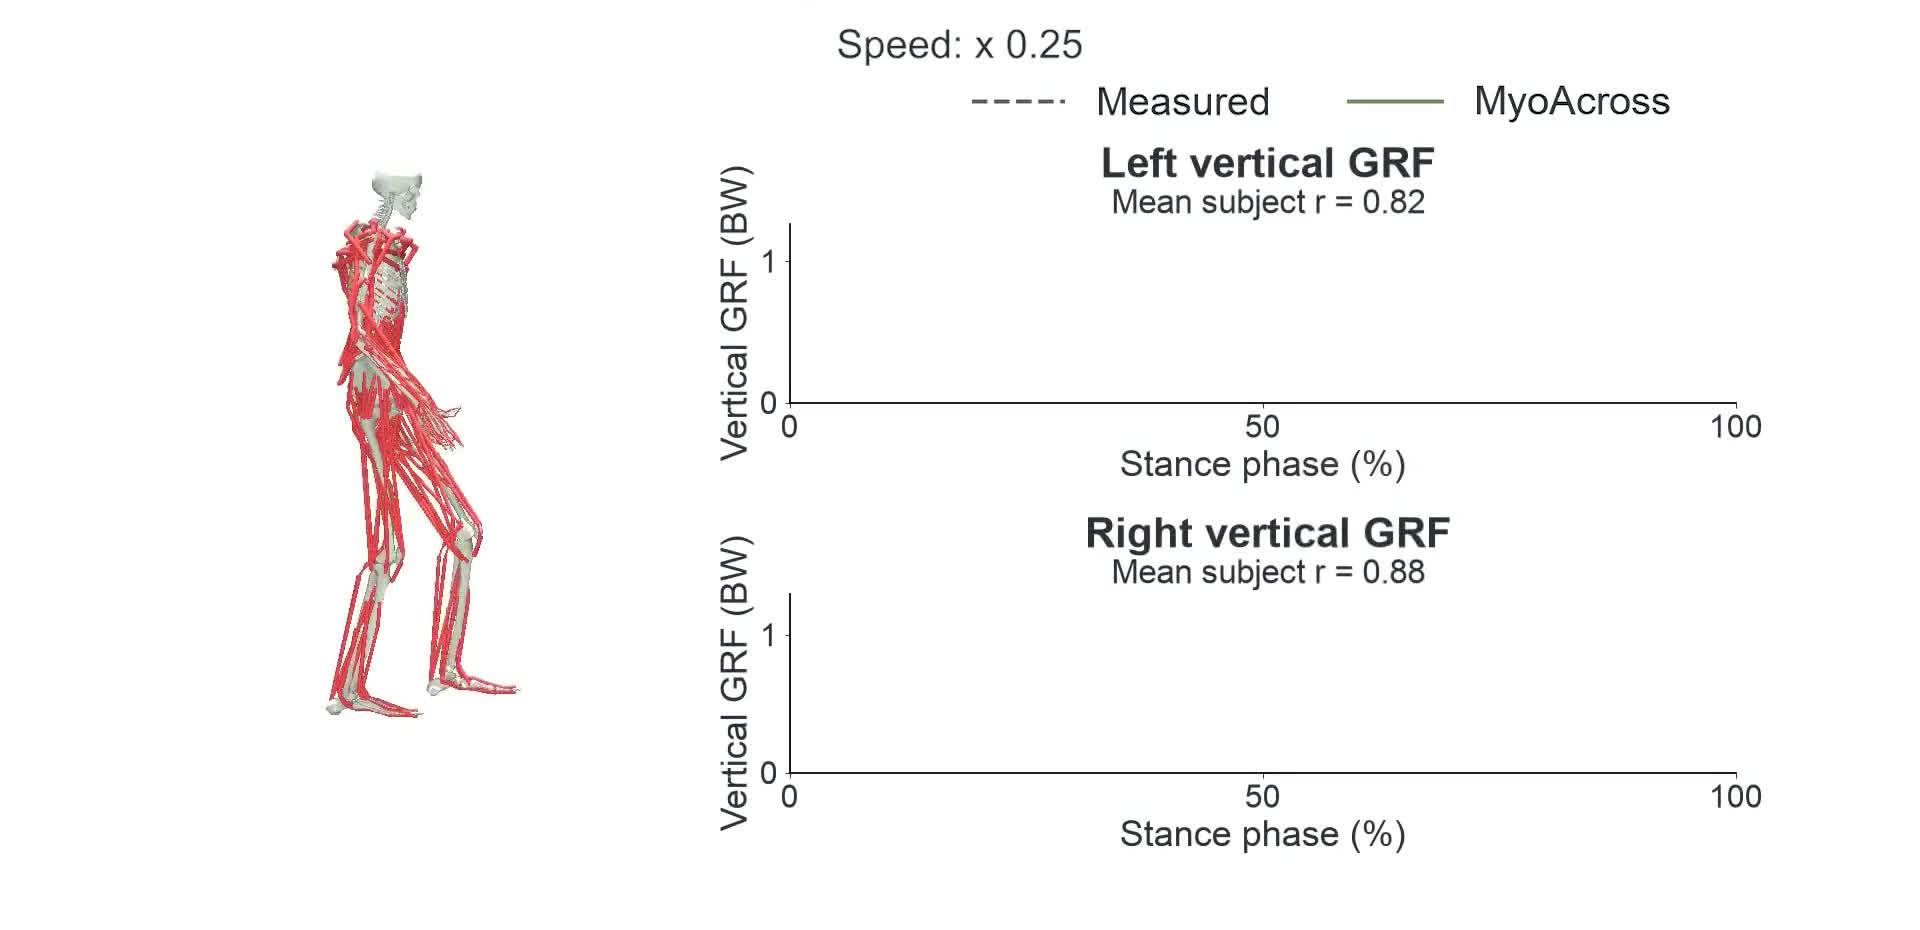 Speed: x 0.25
Measured
MyoAcross
Left vertical GRF
Mean subject r = 0.82
Vertical GRF (BW)
1
0
0
50
100
Stance phase (%)
Right vertical GRF
Mean subject r = 0.88
Vertical GRF (BW)
1
0
0
50
100
Stance phase (%)